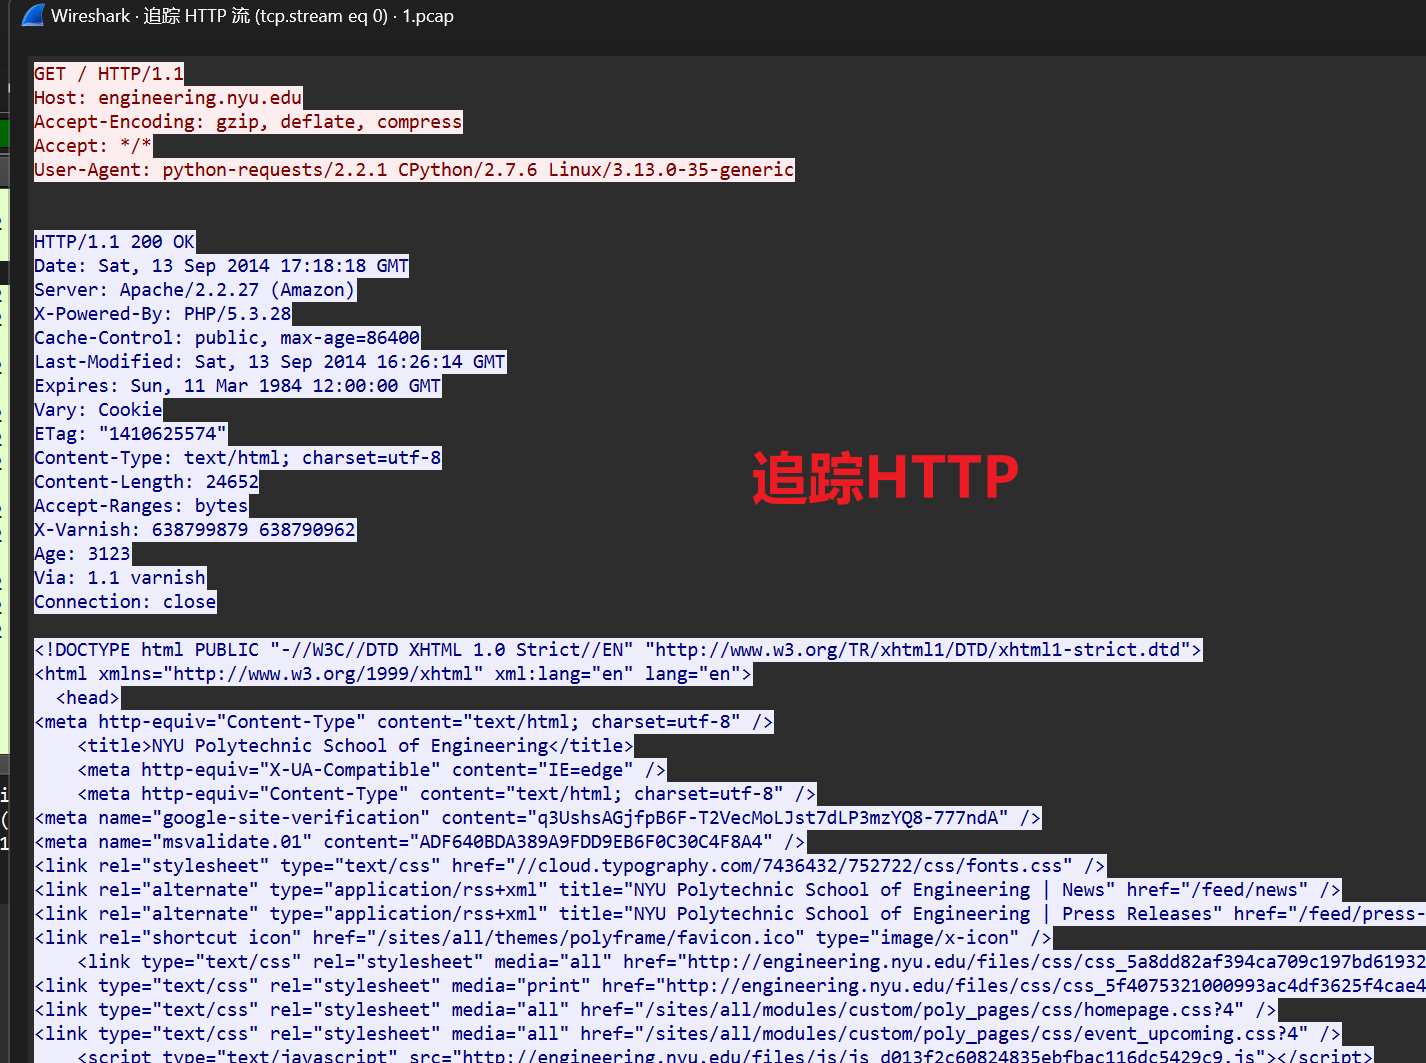 Wireshark · 追踪 HTTP 流 (tcp.stream eq 0) · 1.pcap
GET / HTTP/1.1
Host: engineering.nyu.edu
Accept-Encoding: gzip, deflate, compress
Accept: */*
User-Agent: python-requests/2.2.1 CPython/2.7.6 Linux/3.13.0-35-generic
HTTP/1.1 200 OK
Date: Sat, 13 Sep 2014 17:18:18 GMT
Server: Apache/2.2.27 (Amazon)
X-Powered-By: PHP/5.3.28
Cache-Control: public, max-age=86400
Last-Modified: Sat, 13 Sep 2014 16:26:14 GMT
Expires: Sun, 11 Mar 1984 12:00:00 GMT
Vary: Cookie
ETag: "1410625574"
Content-Type: text/html; charset=utf-8
追踪HTTP
Content-Length: 24652
Accept-Ranges: bytes
X-Varnish: 638799879 638790962
Age: 3123
Via: 1.1 varnish
Connection: close
<!DOCTYPE html PUBLIC "-//W3C//DTD XHTML 1.0 Strict//EN" "http://www.w3.org/TR/xhtml1/DTD/xhtml1-strict.dtd">
<html xmlns="http://www.w3.org/1999/xhtml" xml:lang="en" lang="en">
<head>
<meta http-equiv="Content-Type" content="text/html; charset=utf-8" />
<title>NYU Polytechnic School of Engineering</title>
<meta http-equiv="X-UA-Compatible" content="IE=edge" />
<meta http-equiv="Content-Type" content="text/html; charset=utf-8" />
<meta name="google-site-verification" content="q3UshsAGjfpB6F-T2VecMoLJst7dLP3mzYQ8-777ndA" />
<meta name="msvalidate.01" content="ADF640BDA389A9FDD9EB6F0C30C4F8A4" />
<link rel="stylesheet" type="text/css" href="//cloud.typography.com/7436432/752722/css/fonts.css" />
<link rel="alternate" type="application/rss+xml" title="NYU Polytechnic School of Engineering | News" href="/feed/news" />
<link rel="alternate" type="application/rss+xml" title="NYU Polytechnic School of Engineering | Press Releases" href="/feed/press-
<link rel="shortcut icon" href="/sites/all/themes/polyframe/favicon.ico" type="image/x-icon" />
<link type="text/css" rel="stylesheet" media="all" href="http://engineering.nyu.edu/files/css/css_5a8dd82af394ca709c197bd61932
<link type="text/css" rel="stylesheet" media="print" href="http://engineering.nyu.edu/files/css/css_5f4075321000993ac4df3625f4cae4
<link type="text/css" rel="stylesheet" media="all" href="/sites/all/modules/custom/poly_pages/css/homepage.css?4" />
<link type="text/css" rel="stylesheet" media="all" href="/sites/all/modules/custom/poly_pages/css/event_upcoming.css?4" />
<script type="text/javascript" src="http://engineering.nyu.edu/files/js/js_d013f2c60824835ebfbac116dc5429c9.js"></script>